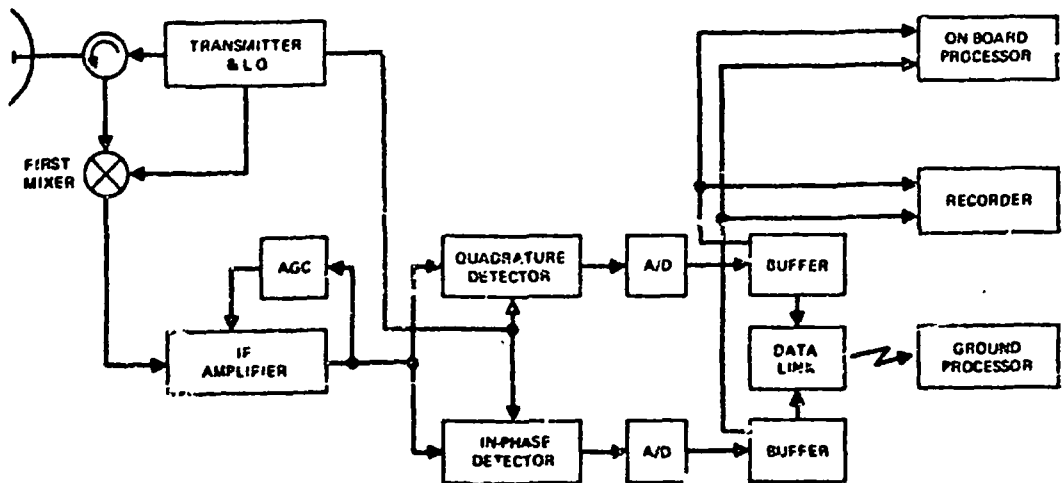 TRANSMITTER
& L O
ON BOARD
PROCESSOR
FIRST
MIXER
RECORDER
AGC
QUADRATURE
DETECTOR
A/D
BUFFER
IF
AMPLIFIER
DATA
LINK
GROUND
PROCESSOR
IN-PHASE
DETECTOR
A/D
BUFFER